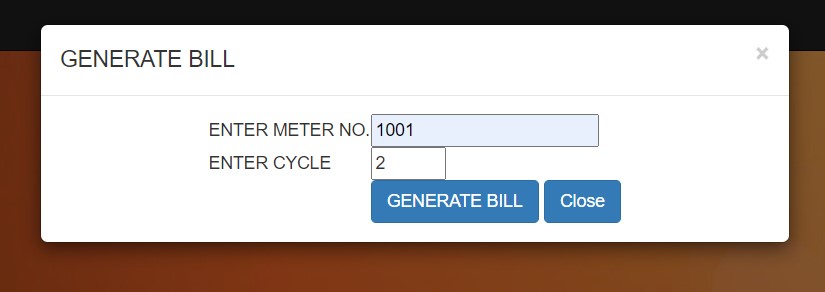 GENERATE BILL ×
ENTER METER NO. 1001
ENTER CYCLE 2
GENERATE BILL Close